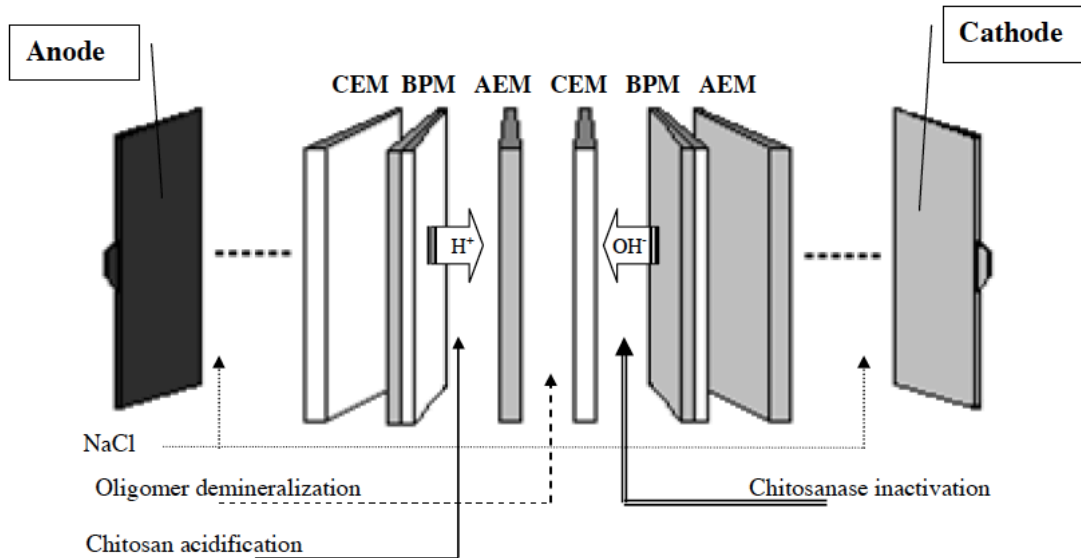 Anode
Cathode
CEM BPM AEM CEM BPM AEM
H+
OH-
NaCl
Oligomer demineralization
Chitosanase inactivation
Chitosan acidification